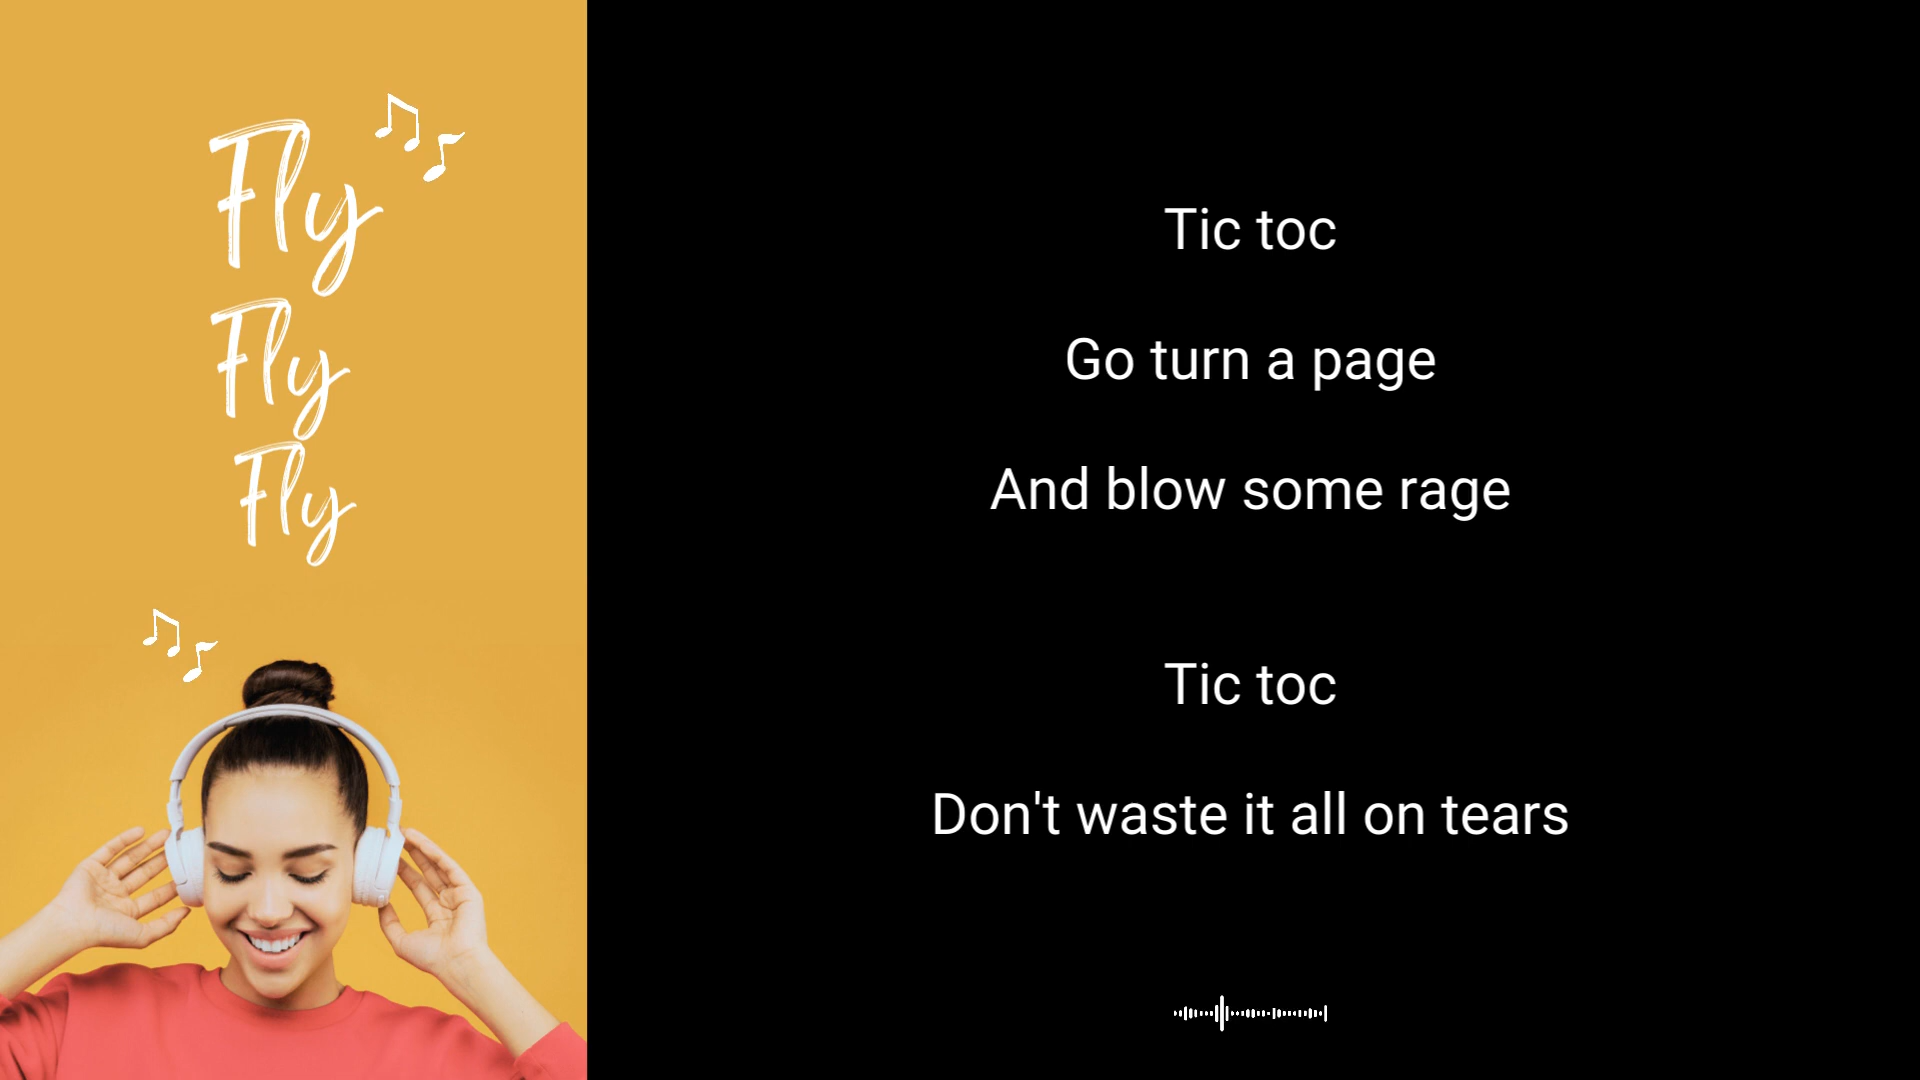 Fly
Fly
Fly
Tic toc
Go turn a page
And blow some rage
Tic toc
Don't waste it all on tears